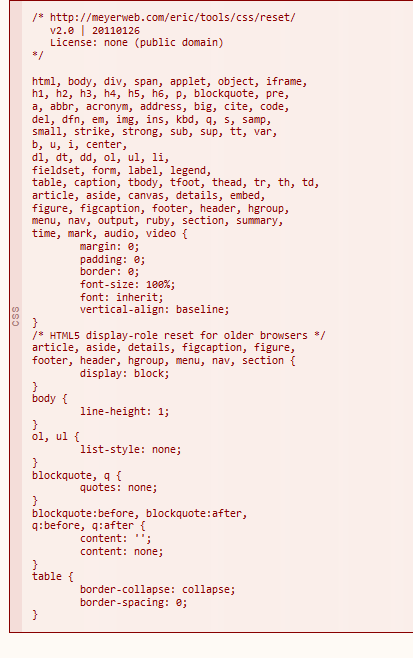 /* http://meyerweb.com/eric/tools/css/reset/
   v2.0 | 20110126
   License: none (public domain)
*/

html, body, div, span, applet, object, iframe,
h1, h2, h3, h4, h5, h6, p, blockquote, pre,
a, abbr, acronym, address, big, cite, code,
del, dfn, em, img, ins, kbd, q, s, samp,
small, strike, strong, sub, sup, tt, var,
b, u, i, center,
dl, dt, dd, ol, ul, li,
fieldset, form, label, legend,
table, caption, tbody, tfoot, thead, tr, th, td,
article, aside, canvas, details, embed,
figure, figcaption, footer, header, hgroup,
menu, nav, output, ruby, section, summary,
time, mark, audio, video {
	margin: 0;
	padding: 0;
	border: 0;
	font-size: 100%;
	font: inherit;
	vertical-align: baseline;
}
/* HTML5 display-role reset for older browsers */
article, aside, details, figcaption, figure,
footer, header, hgroup, menu, nav, section {
	display: block;
}
body {
	line-height: 1;
}
ol, ul {
	list-style: none;
}
blockquote, q {
	quotes: none;
}
blockquote:before, blockquote:after,
q:before, q:after {
	content: '';
	content: none;
}
table {
	border-collapse: collapse;
	border-spacing: 0;
}
CSS